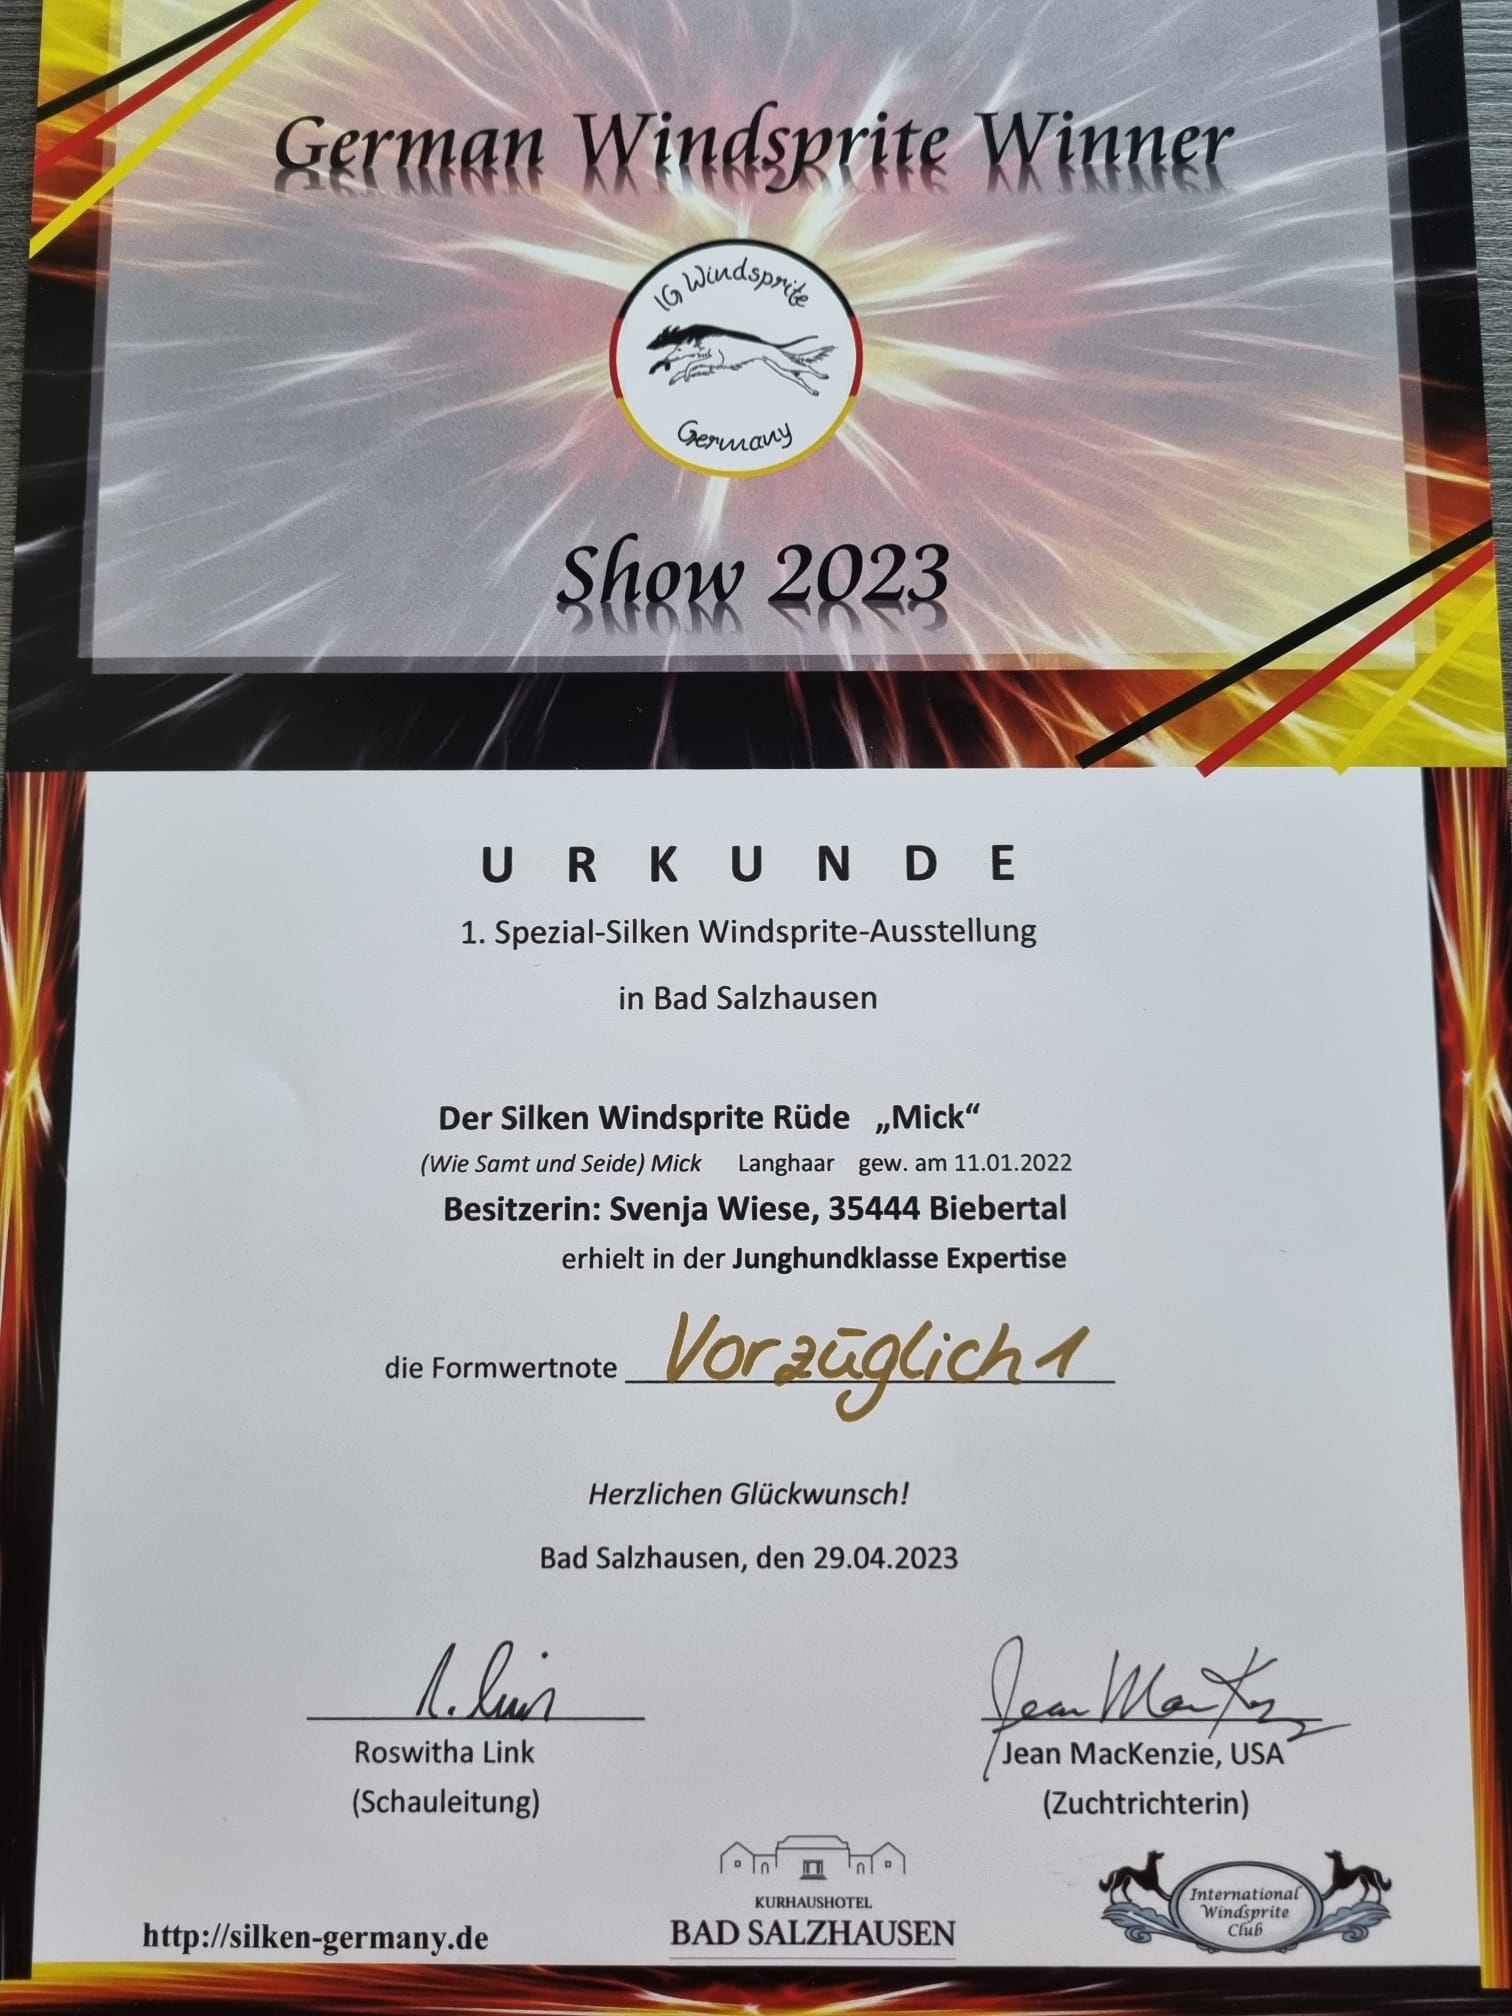 German Windsprite Winner
IG Windsprite
Germany
Show 2023
U R K U N D E
1. Spezial-Silken Windsprite-Ausstellung
in Bad Salzhausen
Der Silken Windsprite Rüde „Mick“
(Wie Samt und Seide) Mick Langhaar gew. am 11.01.2022
Besitzerin: Svenja Wiese, 35444 Biebertal
erhielt in der Junghundklasse Expertise
die Formwertnote Vorzüglich 1
Herzlichen Glückwunsch!
Bad Salzhausen, den 29.04.2023
Jean MacKenzie
Roswitha Link
(Schauleitung)
Jean MacKenzie, USA
(Zuchtrichterin)
KURHAUSHOTEL
BAD SALZHAUSEN
http://silken-germany.de
International
Windsprite
Club